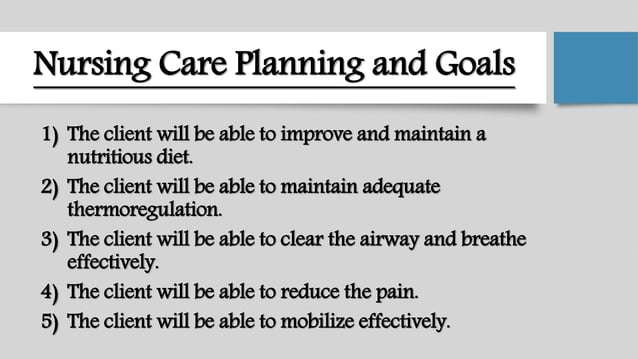 Nursing Care Planning and Goals
1) The client will be able to improve and maintain a
nutritious diet.
2) The client will be able to maintain adequate
thermoregulation.
3) The client will be able to clear the airway and breathe
effectively.
4) The client will be able to reduce the pain.
5) The client will be able to mobilize effectively.